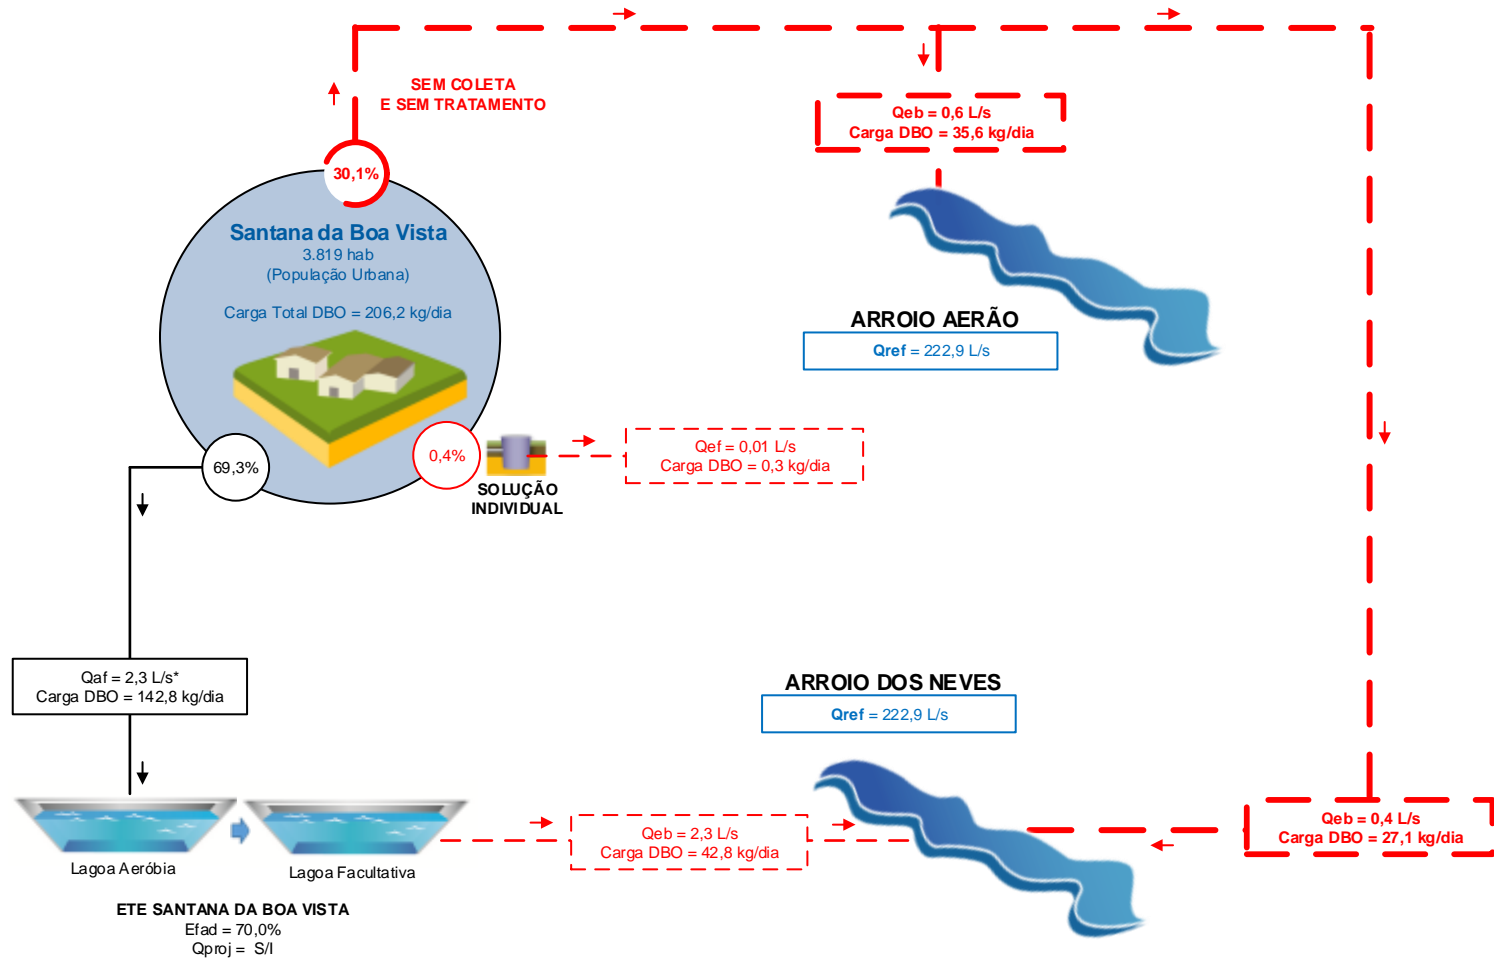 SEM COLETA
E SEM TRATAMENTO
Qeb = 0,6 L/s
Carga DBO = 35,6 kg/dia
30,1%
Santana da Boa Vista
3.819 hab
(População Urbana)
Carga Total DBO = 206,2 kg/dia
ARROIO AERÃO
Qref = 222,9 L/s
69,3%
0,4%
SOLUÇÃO
INDIVIDUAL
Qef = 0,01 L/s
Carga DBO = 0,3 kg/dia
Qaf = 2,3 L/s*
Carga DBO = 142,8 kg/dia
ARROIO DOS NEVES
Qref = 222,9 L/s
Lagoa Aeróbia
Lagoa Facultativa
Qeb = 2,3 L/s
Carga DBO = 42,8 kg/dia
Qeb = 0,4 L/s
Carga DBO = 27,1 kg/dia
ETE SANTANA DA BOA VISTA
Efad = 70,0%
Qproj = S/I